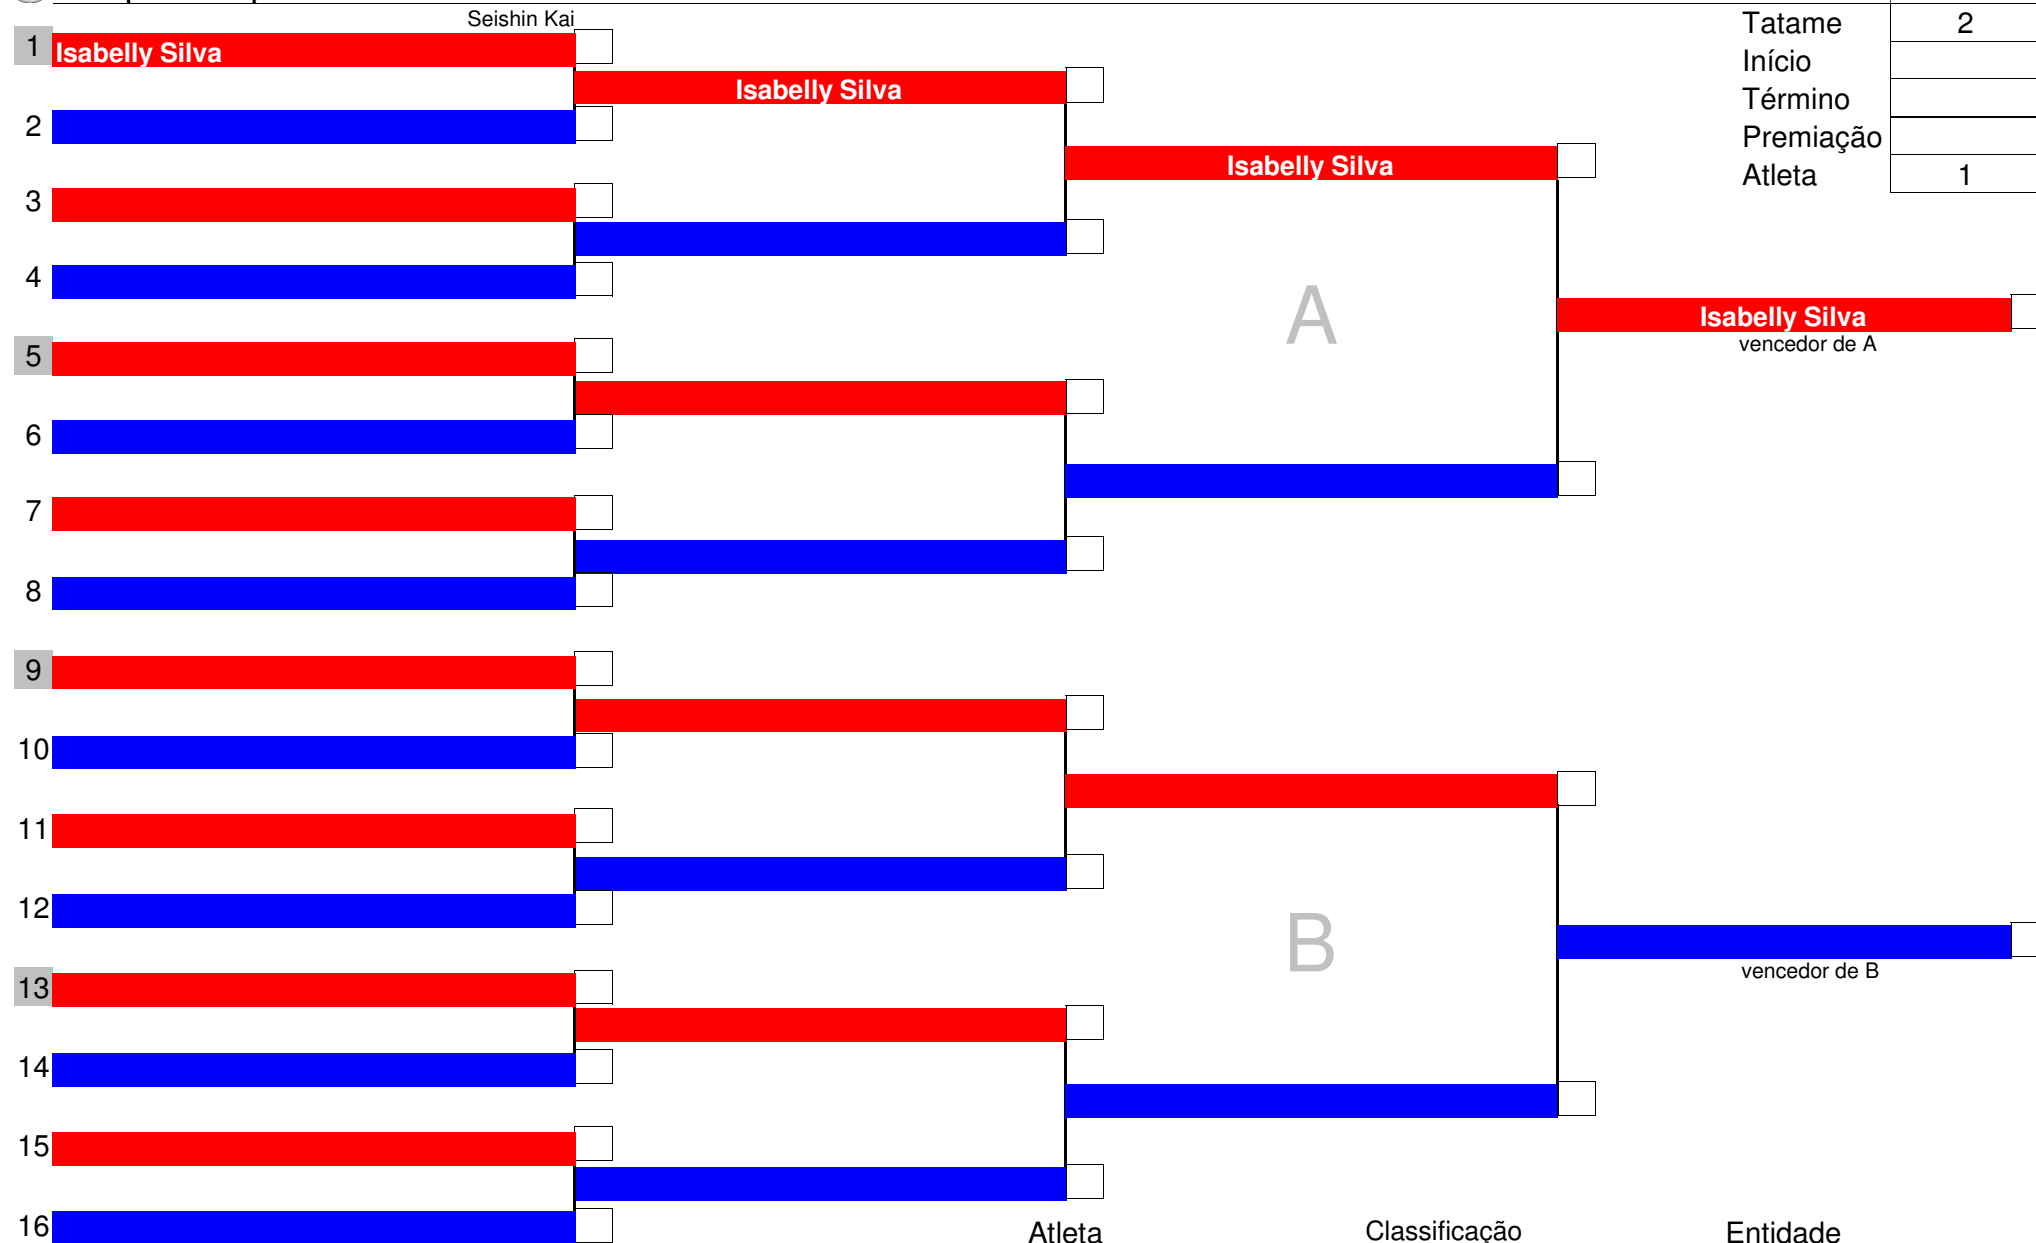 Seishin Kai
Tatame 2
1 Isabelly Silva
Início
Isabelly Silva
Término
2
Premiação
Isabelly Silva
Atleta 1
3
4
A
Isabelly Silva
vencedor de A
5
6
7
8
9
10
11
12
B
vencedor de B
13
14
15
16
Atleta Classificação Entidade